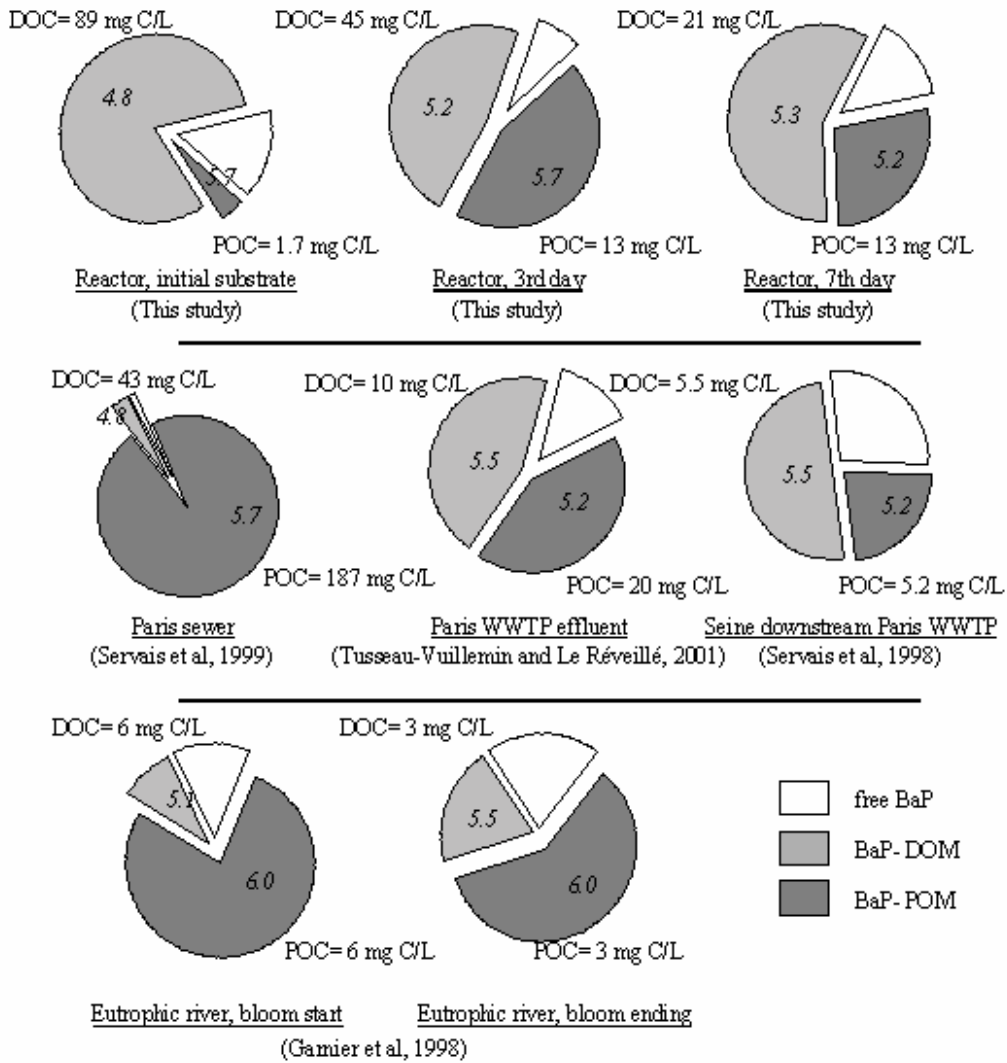 DOC= 89 mg C/L
DOC= 45 mg C/L
DOC= 21 mg C/L
4.8
5.7
5.2
5.7
5.3
5.2
POC= 1.7 mg C/L
POC= 13 mg C/L
POC= 13 mg C/L
Reactor, initial substrate
(This study)
Reactor, 3rd day
(This study)
Reactor, 7th day
(This study)
DOC= 43 mg C/L
DOC= 10 mg C/L
DOC= 5.5 mg C/L
4.8
5.7
5.5
5.2
5.5
5.2
POC= 187 mg C/L
POC= 20 mg C/L
POC= 5.2 mg C/L
Paris sewer
(Servais et al, 1999)
Paris WWTP effluent
(Tusseau-Vuillemin and Le Réveillé, 2001)
Seine downstream Paris WWTP
(Servais et al, 1998)
DOC= 6 mg C/L
DOC= 3 mg C/L
5.1
6.0
5.5
6.0
POC= 6 mg C/L
POC= 3 mg C/L
free BaP
BaP- DOM
BaP- POM
Eutrophic river, bloom start
Eutrophic river, bloom ending
(Garnier et al, 1998)